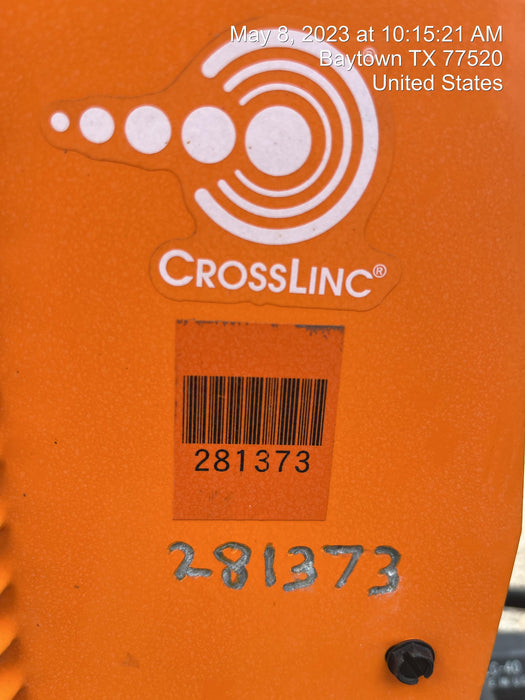 May 8, 2023 at 10:15:21 AM
Baytown TX 77520
United States
CROSSLINC®
281373
281373